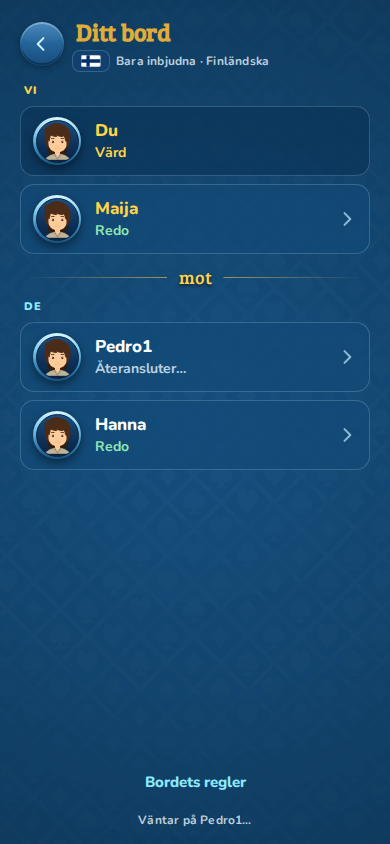 Ditt bord
Bara inbjudna · Finländska
VI
Du
Värd
Maija
Redo
mot
DE
Pedro1
Återansluter...
Hanna
Redo
Bordets regler
Väntar på Pedro1...